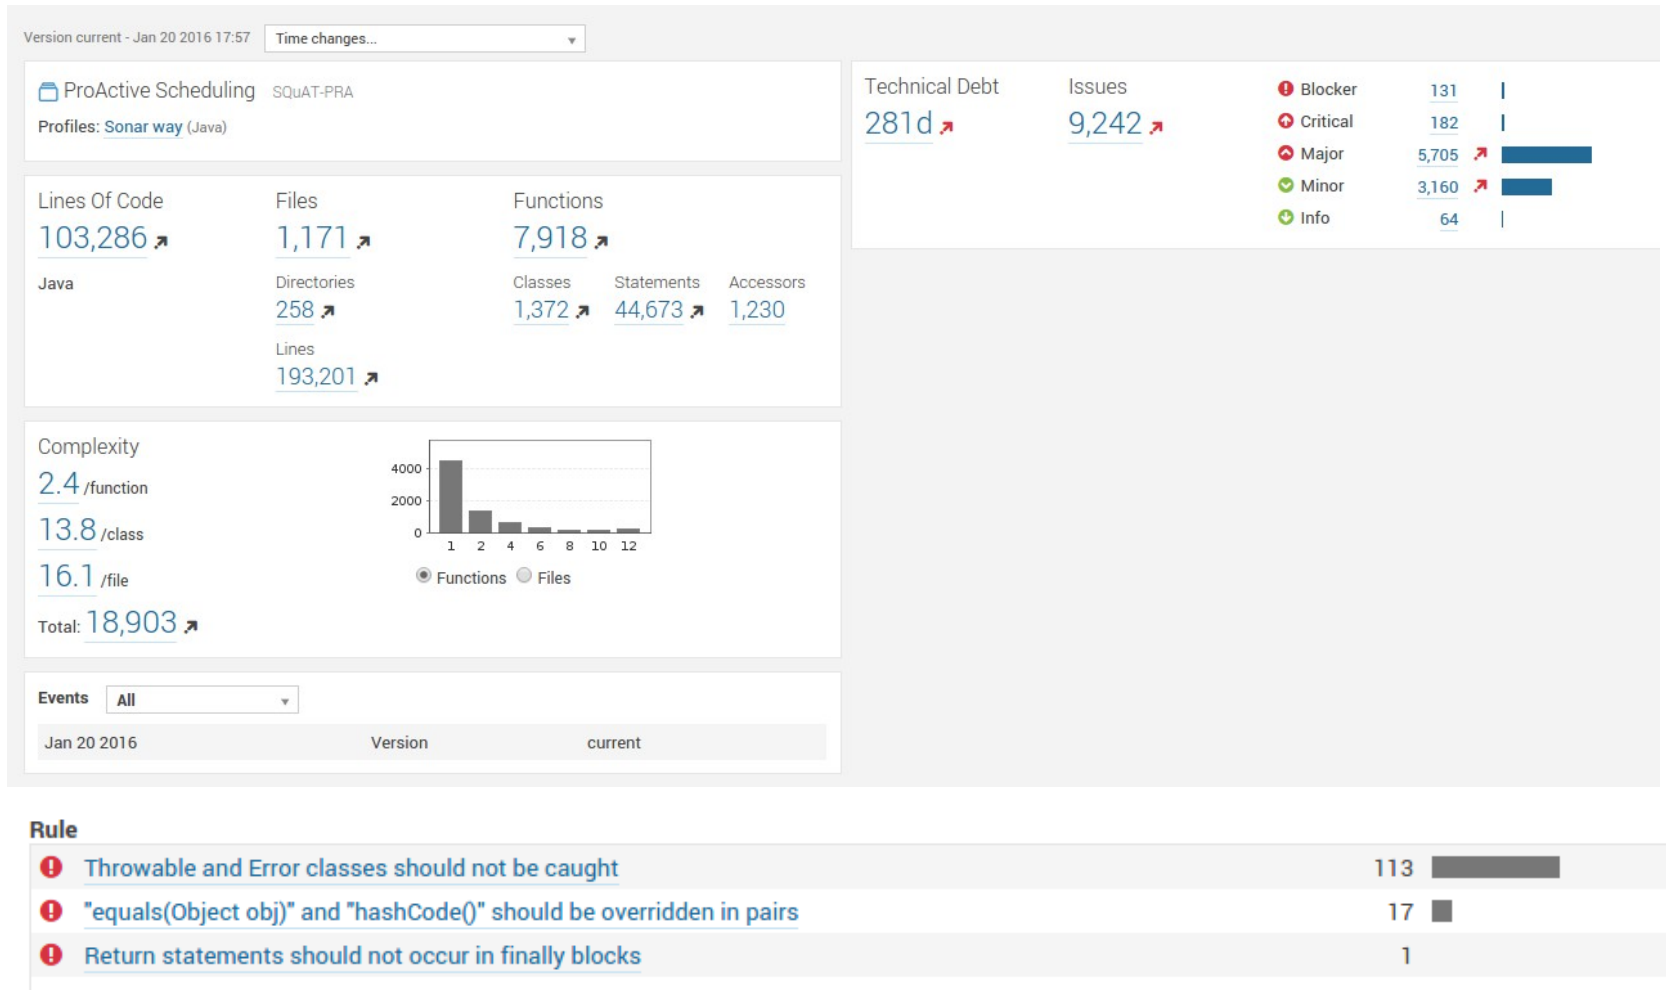 Version current - Jan 20 2016 17:57 Time changes...
ProActive Scheduling SQuAT-PRA
Profiles: Sonar way (Java)
Lines Of Code Files Functions
103,286 1,171 7,918
Java Directories Classes Statements Accessors
258 1,372 44,673 1,230
Lines
193,201
Complexity
2.4 /function
13.8 /class
16.1 /file
Total: 18,903
4000
2000
0
1 2 4 6 8 10 12
Functions Files
Events All
Jan 20 2016 Version current
Technical Debt Issues
281d 9,242
Blocker 131
Critical 182
Major 5,705
Minor 3,160
Info 64
Rule
Throwable and Error classes should not be caught 113
"equals(Object obj)" and "hashCode()" should be overridden in pairs 17
Return statements should not occur in finally blocks 1